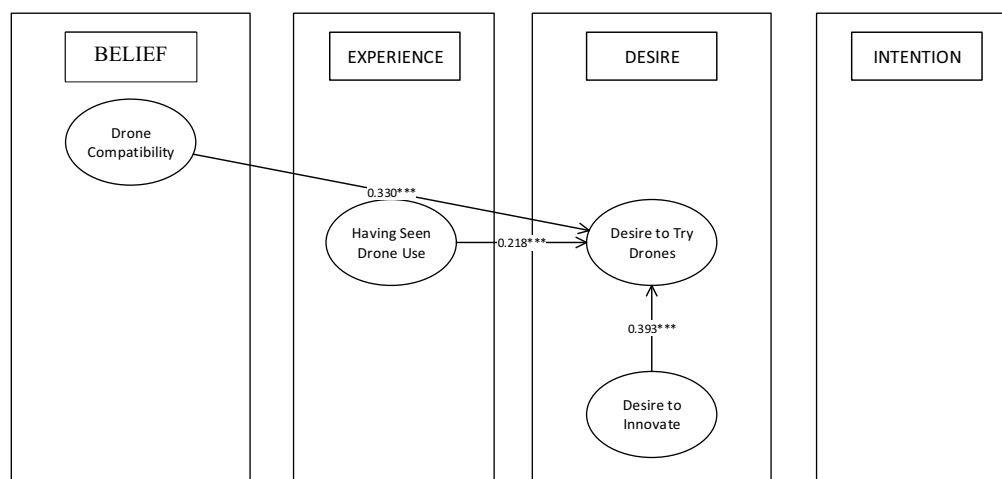 BELIEF
EXPERIENCE
DESIRE
INTENTION
Drone
Compatibility
0.330***
Having Seen
Drone Use
0.218***
Desire to Try
Drones
0.393***
Desire to
Innovate